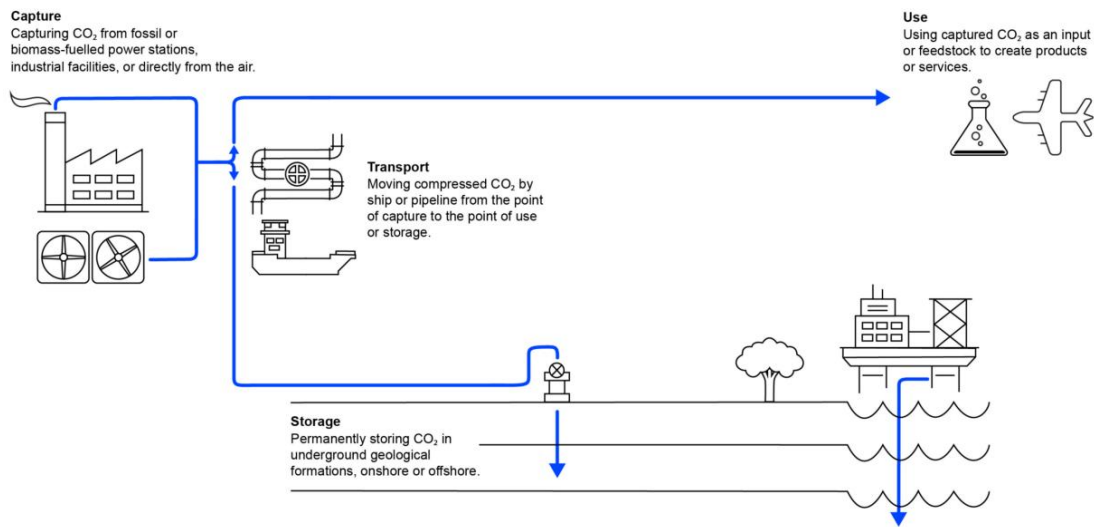 Capture
Capturing CO₂ from fossil or
biomass-fuelled power stations,
industrial facilities, or directly from the air.
Use
Using captured CO₂ as an input
or feedstock to create products
or services.
Transport
Moving compressed CO₂ by
ship or pipeline from the point
of capture to the point of use
or storage.
Storage
Permanently storing CO₂ in
underground geological
formations, onshore or offshore.